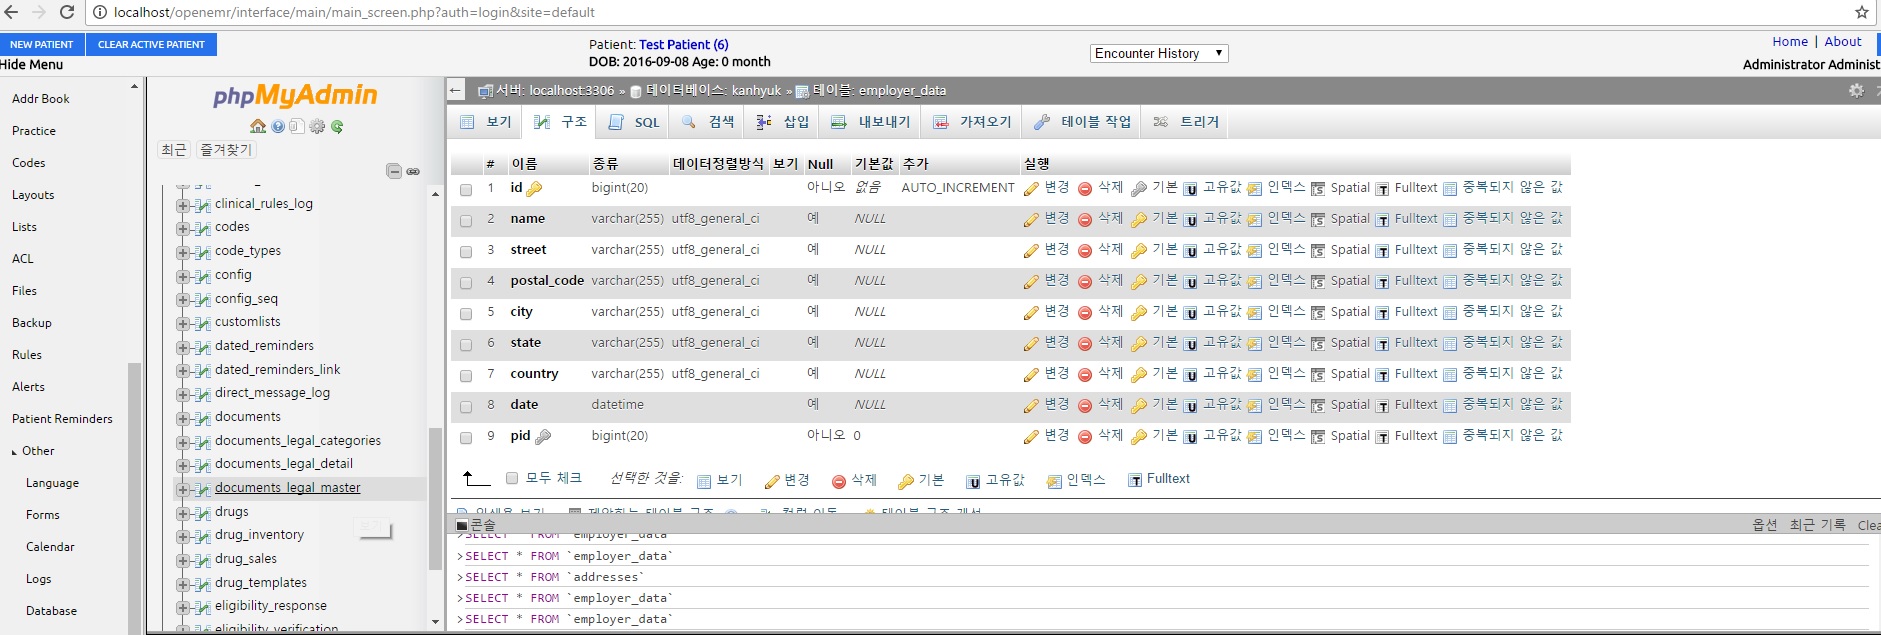 localhost/openemr/interface/main/main_screen.php?auth=login&site=default
NEW PATIENT CLEAR ACTIVE PATIENT
Hide Menu
Patient: Test Patient (6)
DOB: 2016-09-08 Age: 0 month
Encounter History
Home | About
Administrator Administ
Addr Book
Practice
Codes
Layouts
Lists
ACL
Files
Backup
Rules
Alerts
Patient Reminders
Other
Language
Forms
Calendar
Logs
Database
phpMyAdmin
최근 즐겨찾기
clinical_rules_log
codes
code_types
config
config_seq
customlists
dated_reminders
dated_reminders_link
direct_message_log
documents
documents_legal_categories
documents_legal_detail
documents_legal_master
drugs
drug_inventory
drug_sales
drug_templates
eligibility_response
eligibility_verification
서버: localhost:3306 » 데이터베이스: kanhyuk » 테이블: employer_data
보기 구조 SQL 검색 삽입 내보내기 가져오기 테이블 작업 트리거
# 이름 종류 데이터정렬방식 보기 Null 기본값 추가 실행
1 id bigint(20) 아니오 없음 AUTO_INCREMENT 변경 삭제 기본 고유값 인덱스 Spatial Fulltext 중복되지 않은 값
2 name varchar(255) utf8_general_ci 예 NULL 변경 삭제 기본 고유값 인덱스 Spatial Fulltext 중복되지 않은 값
3 street varchar(255) utf8_general_ci 예 NULL 변경 삭제 기본 고유값 인덱스 Spatial Fulltext 중복되지 않은 값
4 postal_code varchar(255) utf8_general_ci 예 NULL 변경 삭제 기본 고유값 인덱스 Spatial Fulltext 중복되지 않은 값
5 city varchar(255) utf8_general_ci 예 NULL 변경 삭제 기본 고유값 인덱스 Spatial Fulltext 중복되지 않은 값
6 state varchar(255) utf8_general_ci 예 NULL 변경 삭제 기본 고유값 인덱스 Spatial Fulltext 중복되지 않은 값
7 country varchar(255) utf8_general_ci 예 NULL 변경 삭제 기본 고유값 인덱스 Spatial Fulltext 중복되지 않은 값
8 date datetime 예 NULL 변경 삭제 기본 고유값 인덱스 Spatial Fulltext 중복되지 않은 값
9 pid bigint(20) 아니오 0 변경 삭제 기본 고유값 인덱스 Spatial Fulltext 중복되지 않은 값
모두 체크 선택한 것을: 보기 변경 삭제 기본 고유값 인덱스 Fulltext
콘솔 옵션 최근 기록 Clea
>SELECT * FROM `employer_data`
>SELECT * FROM `employer_data`
>SELECT * FROM `addresses`
>SELECT * FROM `employer_data`
>SELECT * FROM `employer_data`